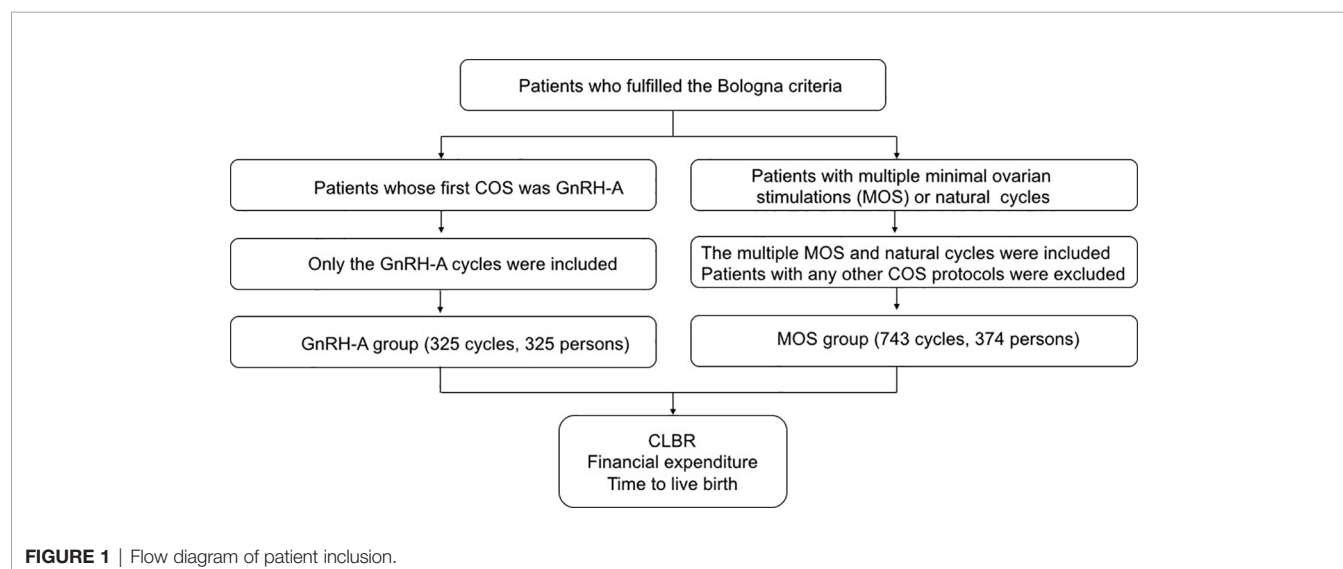 Patients who fulfilled the Bologna criteria
Patients whose first COS was GnRH-A
Patients with multiple minimal ovarian
stimulations (MOS) or natural cycles
Only the GnRH-A cycles were included
The multiple MOS and natural cycles were included
Patients with any other COS protocols were excluded
GnRH-A group (325 cycles, 325 persons)
MOS group (743 cycles, 374 persons)
CLBR
Financial expenditure
Time to live birth
FIGURE 1 | Flow diagram of patient inclusion.